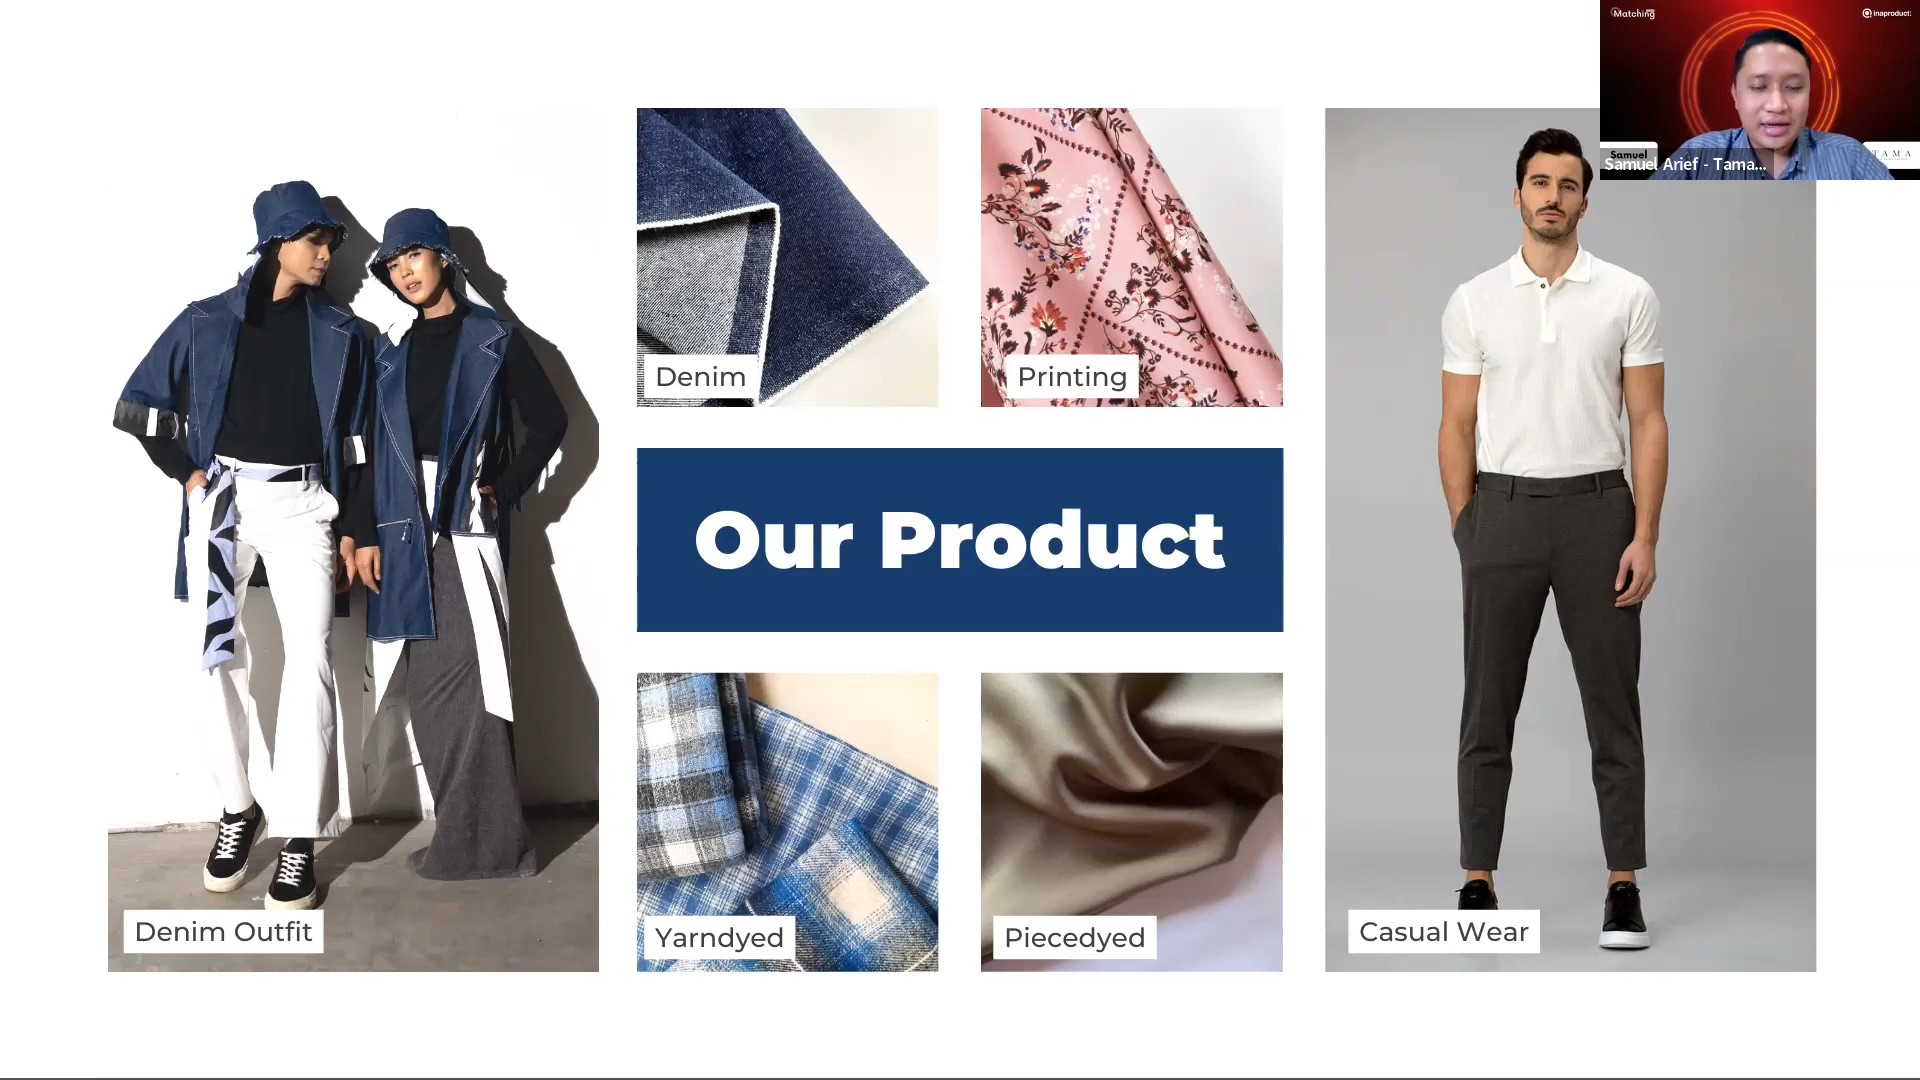 Matching
inaproduct
Samuel
TAMA
Samuel Arief - Tama...
Denim
Printing
Our Product
Denim Outfit
Yarndyed
Piecedyed
Casual Wear